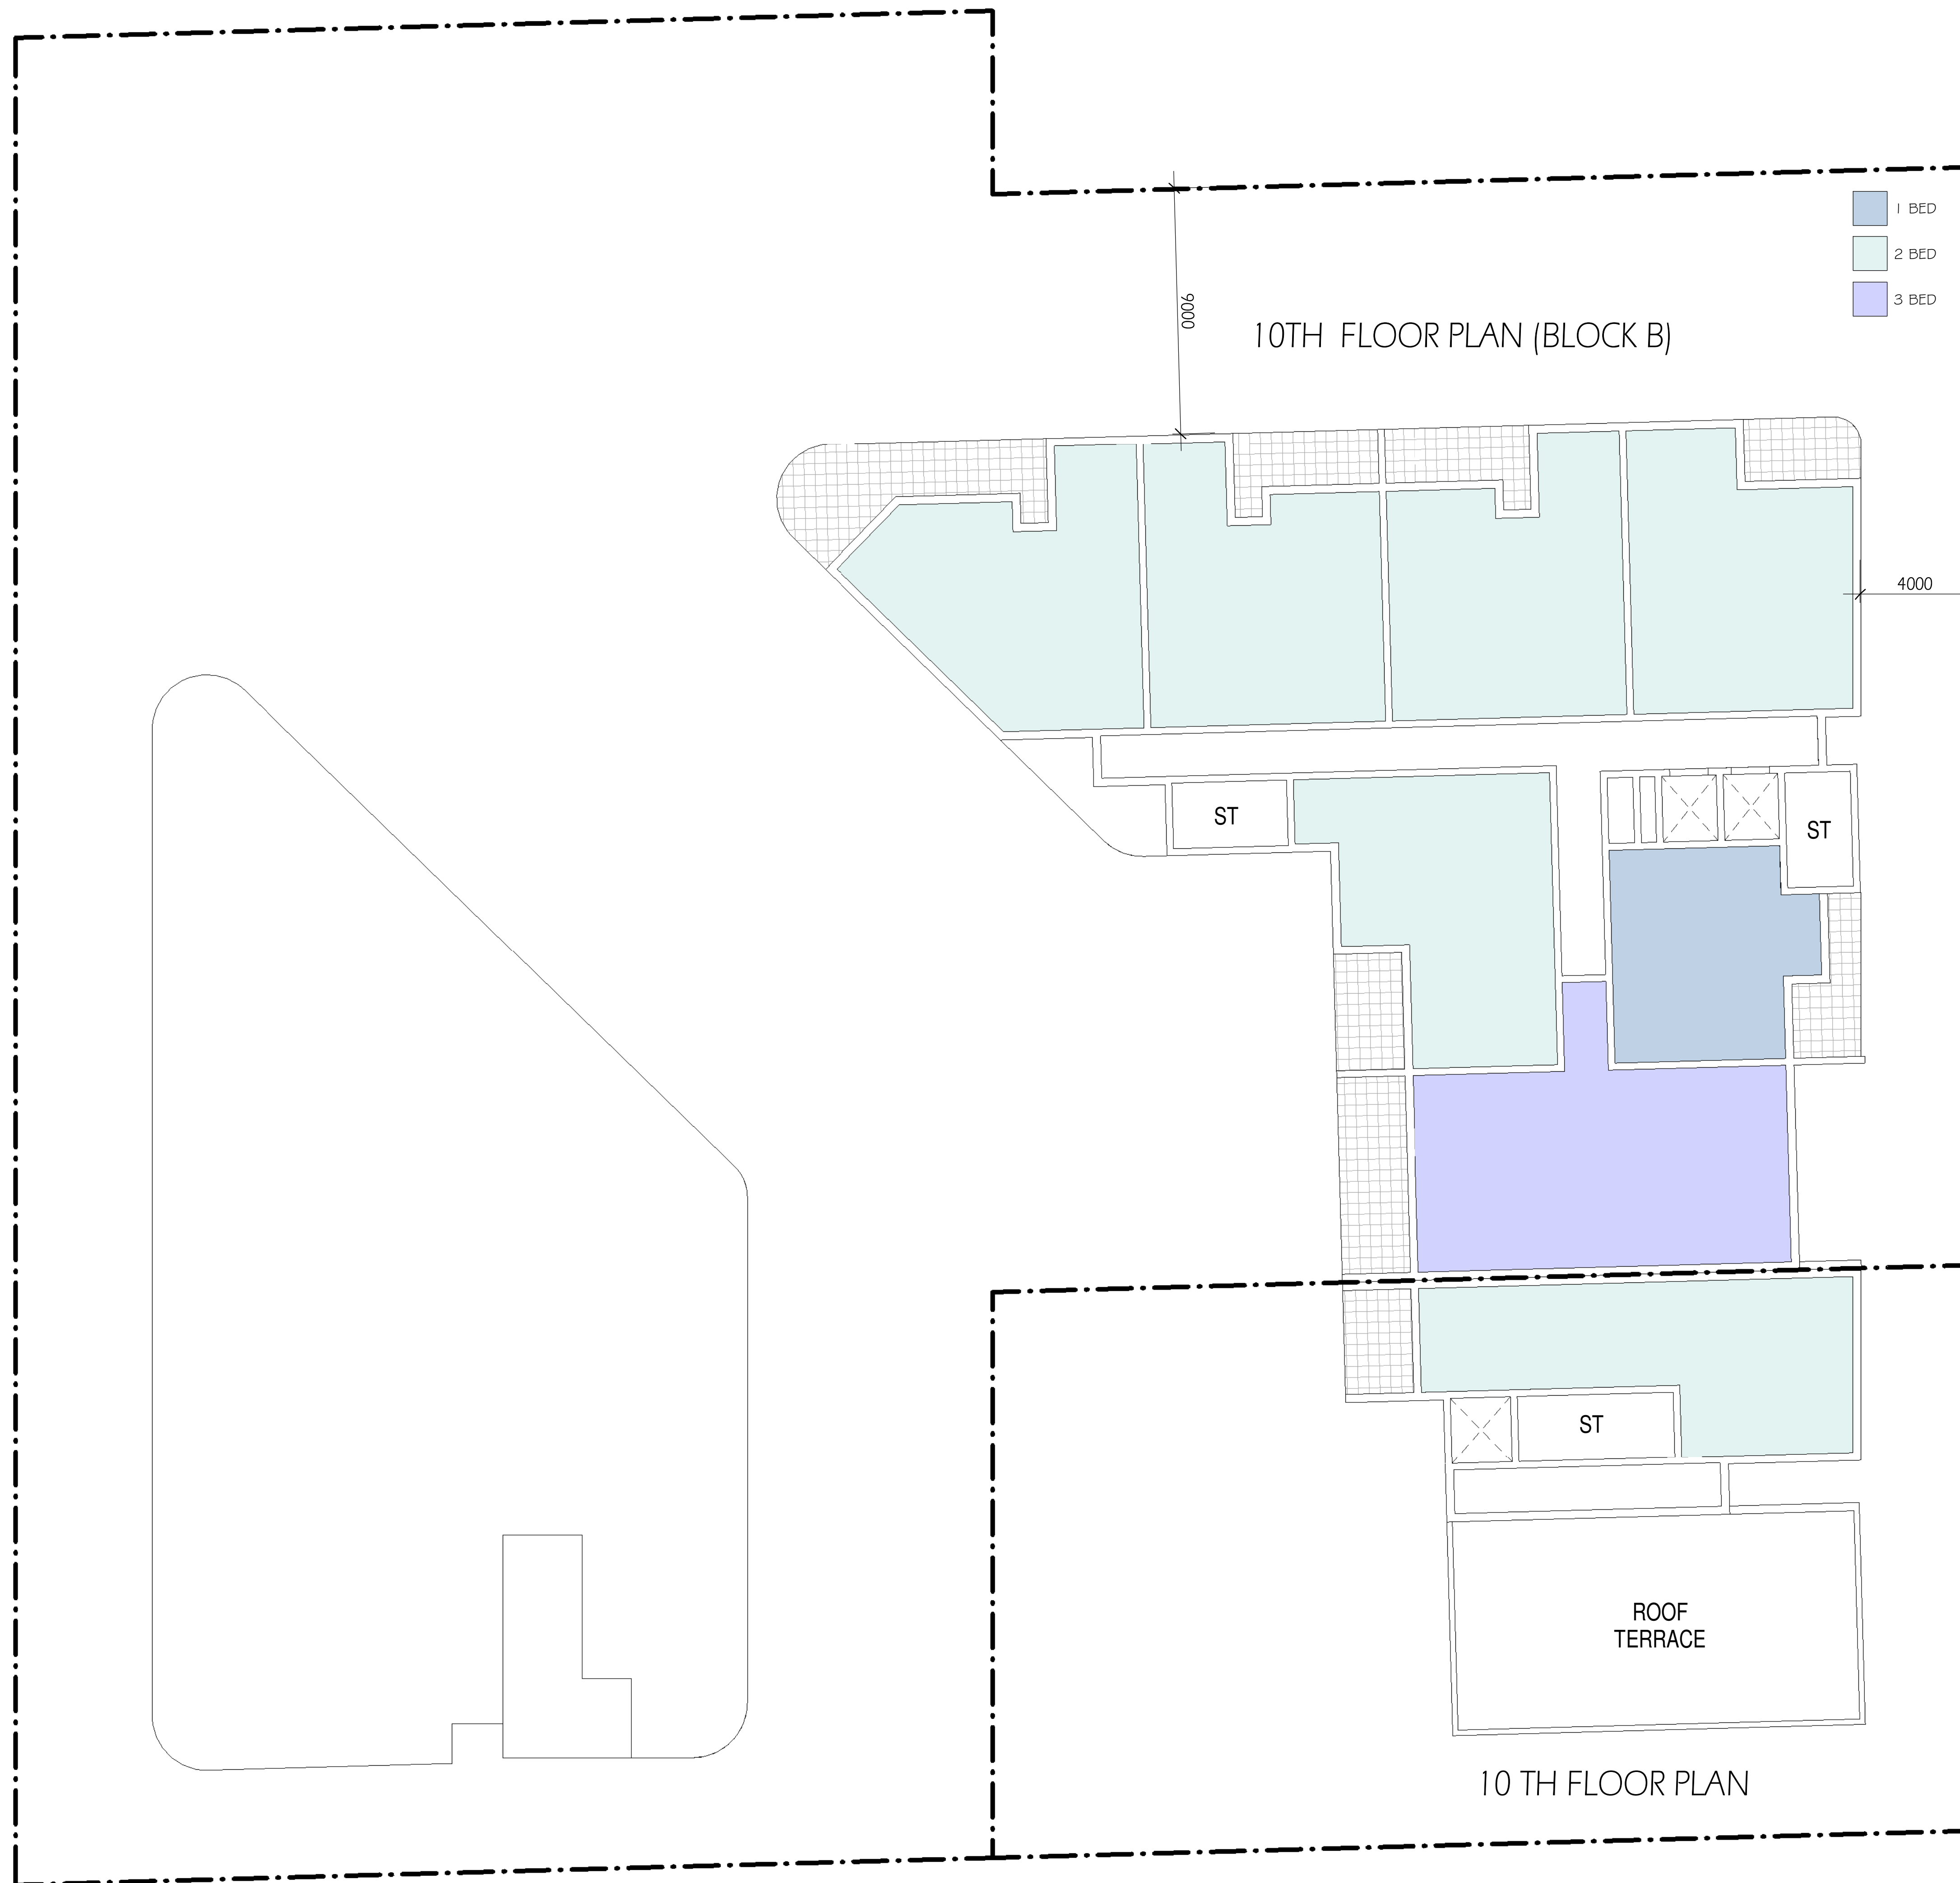 1 BED
2 BED
3 BED
9000
10TH FLOOR PLAN (BLOCK B)
4000
ST
ST
ST
ROOF
TERRACE
10 TH FLOOR PLAN